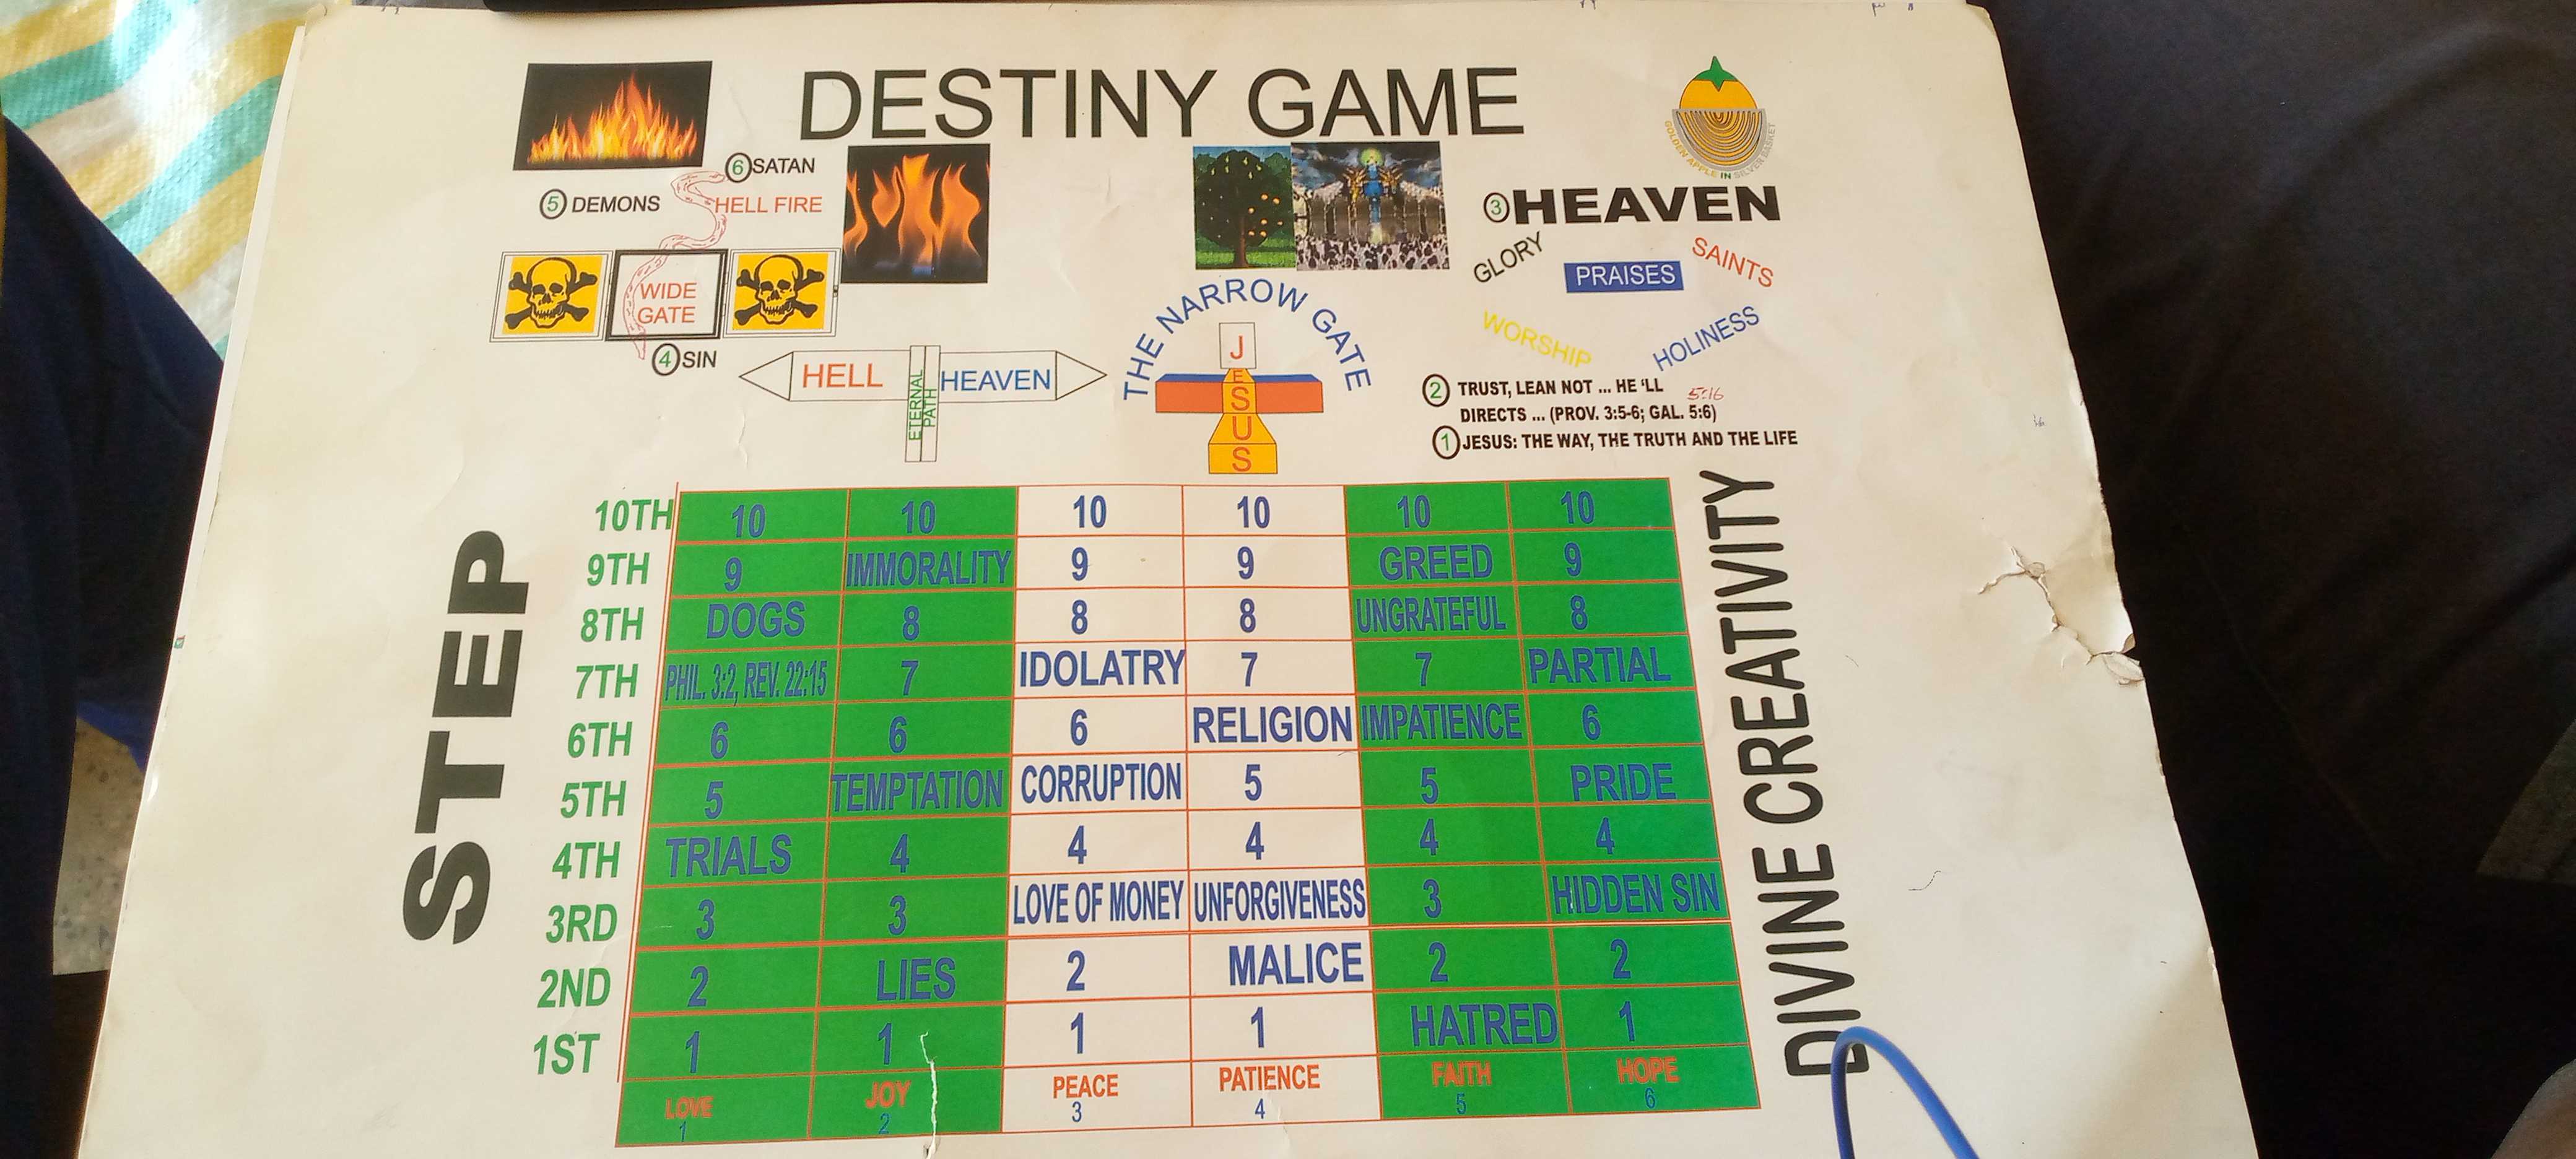 DESTINY GAME
GOLDEN APPLE IN SILVER BASKET
6 SATAN
5 DEMONS
HELL FIRE
WIDE
GATE
4 SIN
HELL
ETERNAL
PATH
HEAVEN
THE NARROW GATE
JESUS
3 HEAVEN
GLORY
PRAISES
SAINTS
WORSHIP
HOLINESS
2 TRUST, LEAN NOT ... HE 'LL
5:16
DIRECTS ... (PROV. 3:5-6; GAL. 5:6)
1 JESUS: THE WAY, THE TRUTH AND THE LIFE
STEP
10TH 10 10 10 10 10 10
9TH 9 IMMORALITY 9 9 GREED 9
8TH DOGS 8 8 8 UNGRATEFUL 8
7TH PHIL. 3:2, REV. 22:15 7 IDOLATRY 7 7 PARTIAL
6TH 6 6 6 RELIGION IMPATIENCE 6
5TH 5 TEMPTATION CORRUPTION 5 5 PRIDE
4TH TRIALS 4 4 4 4 4
3RD 3 3 LOVE OF MONEY UNFORGIVENESS 3 HIDDEN SIN
2ND 2 LIES 2 MALICE 2 2
1ST 1 1 1 1 HATRED 1
LOVE JOY PEACE PATIENCE FAITH HOPE
1 2 3 4 5 6
DIVINE CREATIVITY